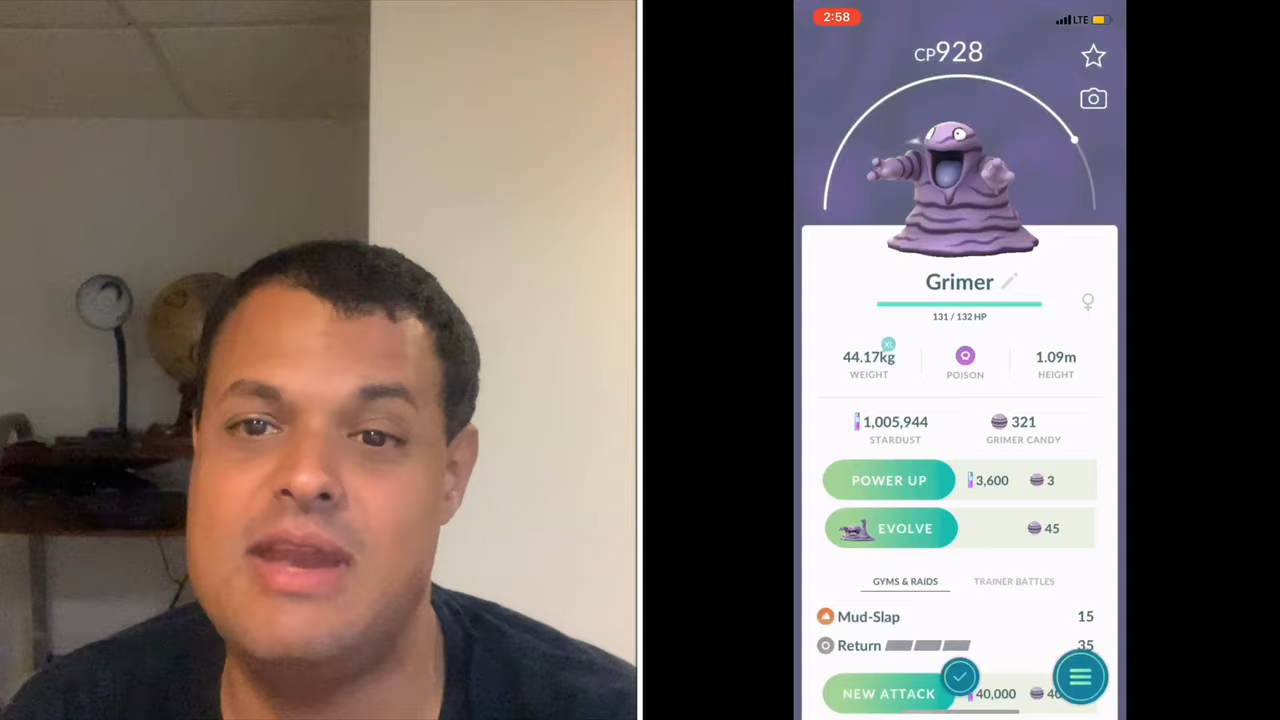 2:58
LTE
CP928
Grimer
131 / 132 HP
XL
44.17kg
1.09m
WEIGHT
POISON
HEIGHT
1,005,944
321
STARDUST
GRIMER CANDY
POWER UP
3,600
3
EVOLVE
45
GYMS & RAIDS
TRAINER BATTLES
Mud-Slap
15
Return
35
NEW ATTACK
40,000